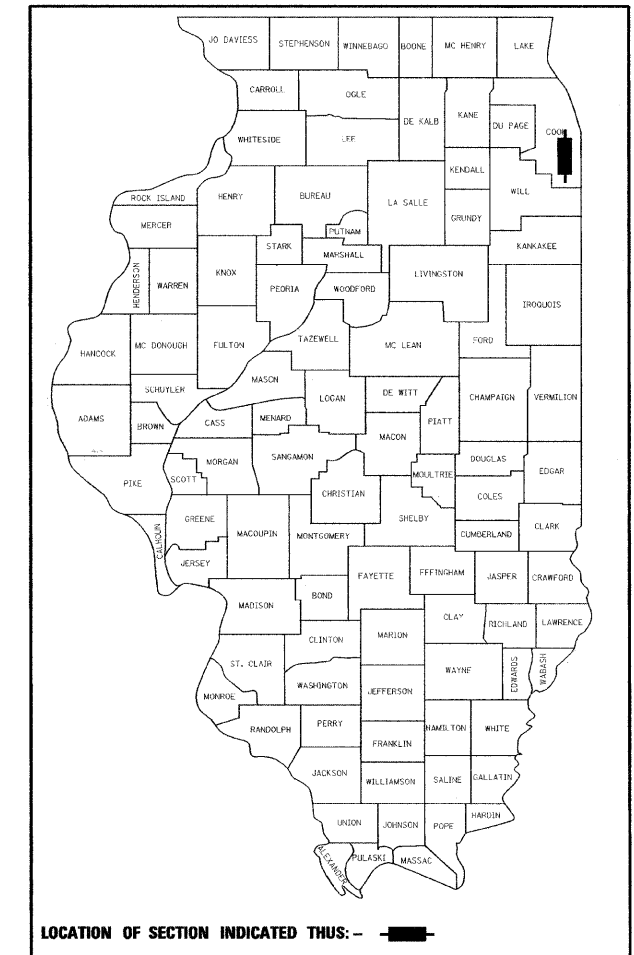 JO DAVIESS
STEPHENSON
WINNEBAGO
BOONE
MC HENRY
LAKE
CARROLL
OGLE
DE KALB
KANE
DU PAGE
COOK
WHITESIDE
LEE
KENDALL
WILL
ROCK ISLAND
HENRY
BUREAU
LA SALLE
GRUNDY
MERCER
PUTNAM
KANKAKEE
STARK
MARSHALL
HENDERSON
WARREN
KNOX
PEORIA
WOODFORD
LIVINGSTON
IROQUOIS
HANCOCK
MC DONOUGH
FULTON
TAZEWELL
MC LEAN
FORD
MASON
SCHUYLER
LOGAN
DE WITT
CHAMPAIGN
VERMILION
ADAMS
BROWN
CASS
MENARD
PIATT
MACON
PIKE
SCOTT
MORGAN
SANGAMON
MOULTRIE
DOUGLAS
EDGAR
CHRISTIAN
COLES
GREENE
MACOUPIN
MONTGOMERY
SHELBY
CUMBERLAND
CLARK
CALHOUN
JERSEY
FAYETTE
EFFINGHAM
JASPER
CRAWFORD
MADISON
BOND
CLAY
RICHLAND
LAWRENCE
CLINTON
MARION
ST. CLAIR
WAYNE
EDWARDS
WABASH
MONROE
WASHINGTON
JEFFERSON
RANDOLPH
PERRY
HAMILTON
WHITE
FRANKLIN
JACKSON
WILLIAMSON
SALINE
GALLATIN
UNION
JOHNSON
POPE
HARDIN
ALEXANDER
PULASKI
MASSAC
LOCATION OF SECTION INDICATED THUS: –